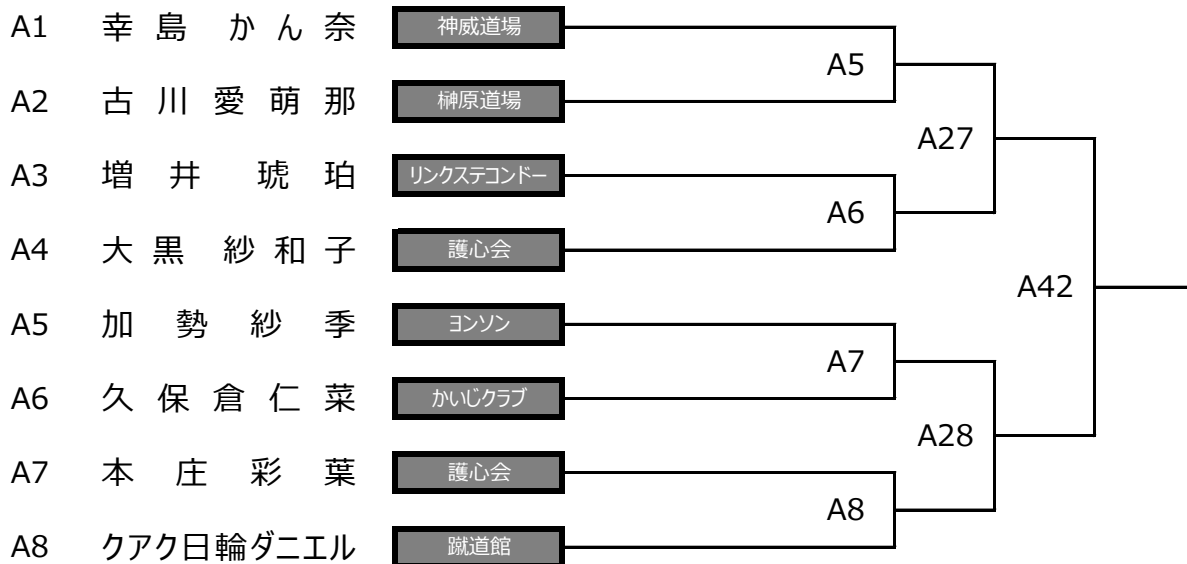 A1 幸島 かん奈 神威道場
A5
A2 古川愛萌那 榊原道場
A27
A3 増井 琥珀 リンクステコンドー
A6
A4 大黒 紗和子 護心会
A42
A5 加勢紗季 ヨンソン
A7
A6 久保倉仁菜 かいじクラブ
A28
A7 本庄彩葉 護心会
A8
A8 クアク日輪ダニエル 蹴道館